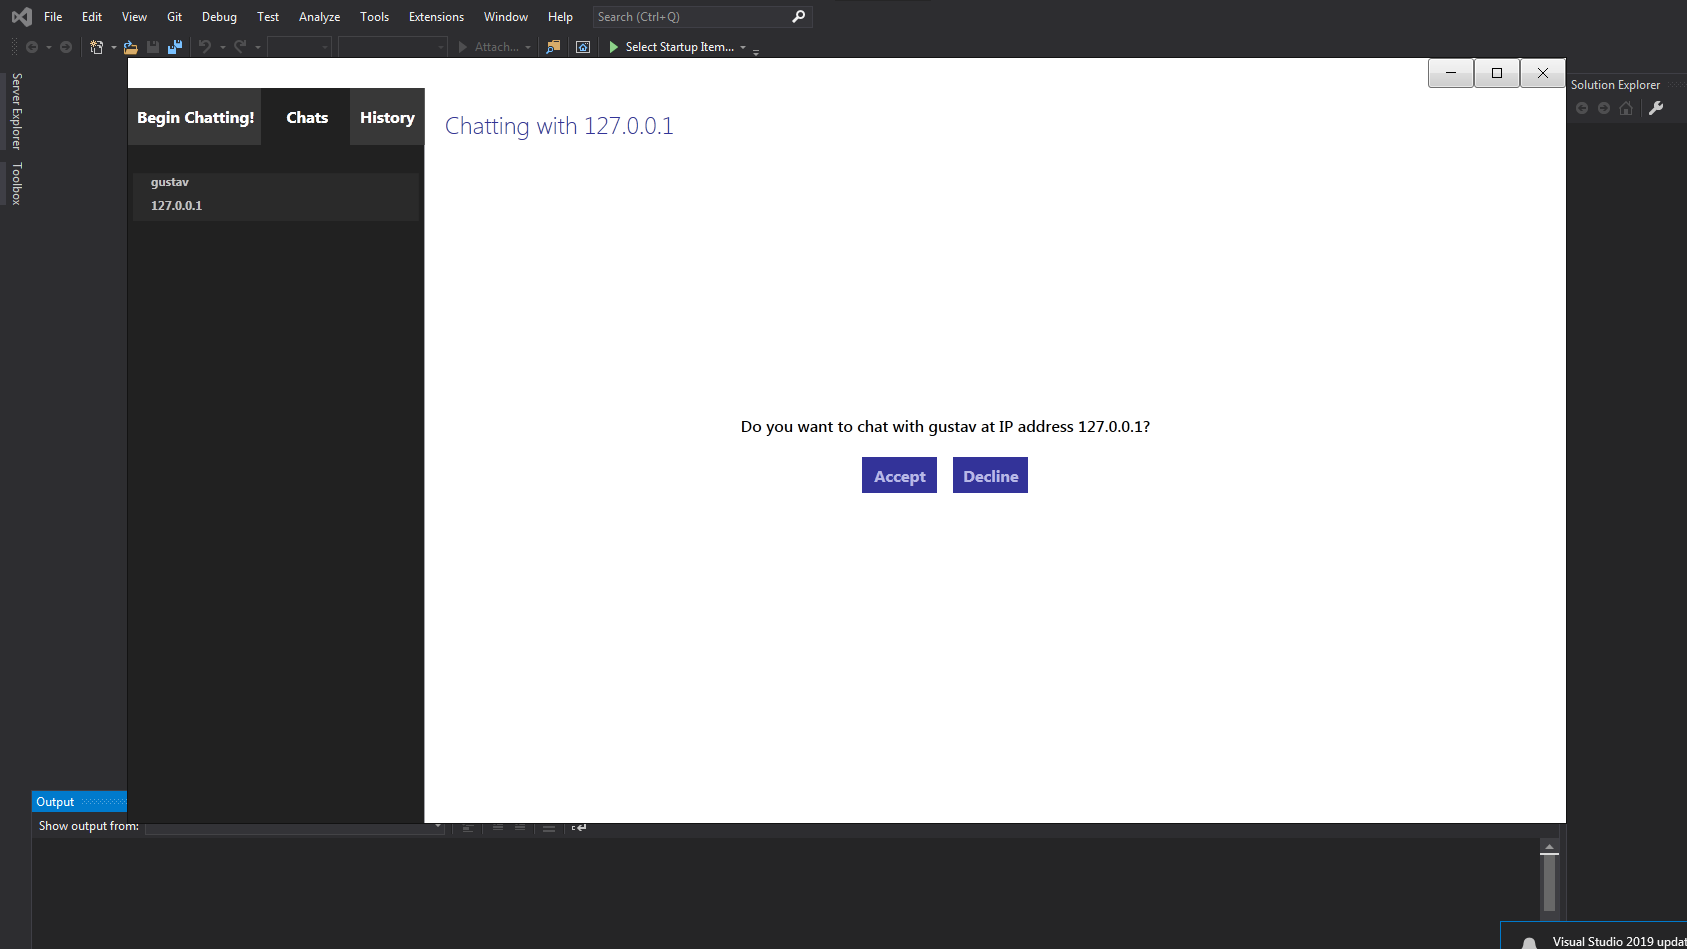 File Edit View Git Debug Test Analyze Tools Extensions Window Help Search (Ctrl+Q)
Attach... Select Startup Item...
Server Explorer
Toolbox
Solution Explorer
Begin Chatting! Chats History
Chatting with 127.0.0.1
gustav
127.0.0.1
Do you want to chat with gustav at IP address 127.0.0.1?
Accept Decline
Output
Show output from:
Visual Studio 2019 updat